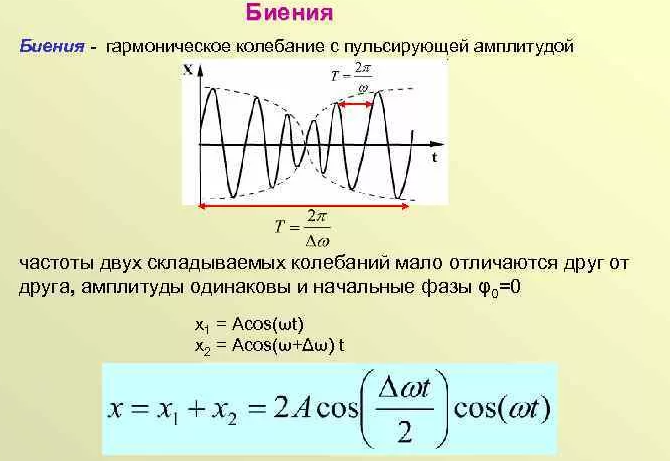 Биения
Биения - гармоническое колебание с пульсирующей амплитудой
X
T = 2π/ω
t
T = 2π/Δω
частоты двух складываемых колебаний мало отличаются друг от
друга, амплитуды одинаковы и начальные фазы φ₀=0
x₁ = Acos(ωt)
x₂ = Acos(ω+Δω) t
x = x₁ + x₂ = 2A cos(Δωt/2) cos(ωt)